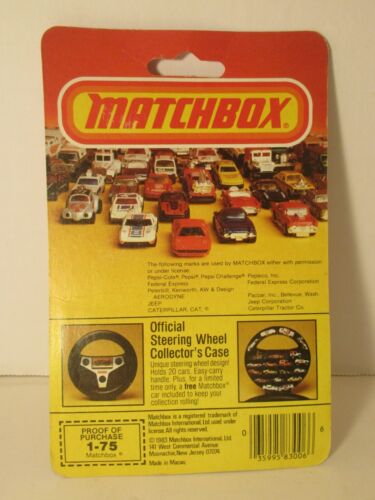 MATCHBOX®
The following marks are used by MATCHBOX either with permission
or under license.
Pepsi-Cola®, Pepsi®, Pepsi Challenge® Pepsico, Inc.
Federal Express Federal Express Corporation
Peterbilt, Kenworth, KW & Design Paccar, Inc., Bellevue, Wash.
AERODYNE
JEEP Jeep Corporation
CATERPILLAR, CAT, ® Caterpillar Tractor Co.
Official
Steering Wheel
Collector's Case
Unique steering wheel design!
Holds 20 cars. Easy-carry
handle. Plus, for a limited
time only, a free Matchbox®
car included to keep your
collection rolling!
PROOF OF
PURCHASE
1-75
Matchbox ®
Matchbox is a registered trademark of
Matchbox International, Ltd. used under
license. All rights reserved.
© 1983 Matchbox International, Ltd.
141 West Commercial Avenue
Moonachie, New Jersey 07074
Made in Macau
0 35995 83006 6